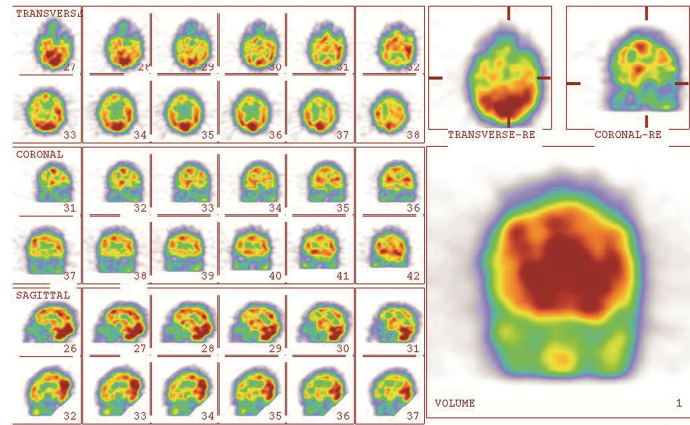 TRANSVERSE
27 28 29 30 31 32
33 34 35 36 37 38
TRANSVERSE-RE
CORONAL-RE
CORONAL
31 32 33 34 35 36
37 38 39 40 41 42
SAGITTAL
26 27 28 29 30 31
32 33 34 35 36 37
VOLUME 1